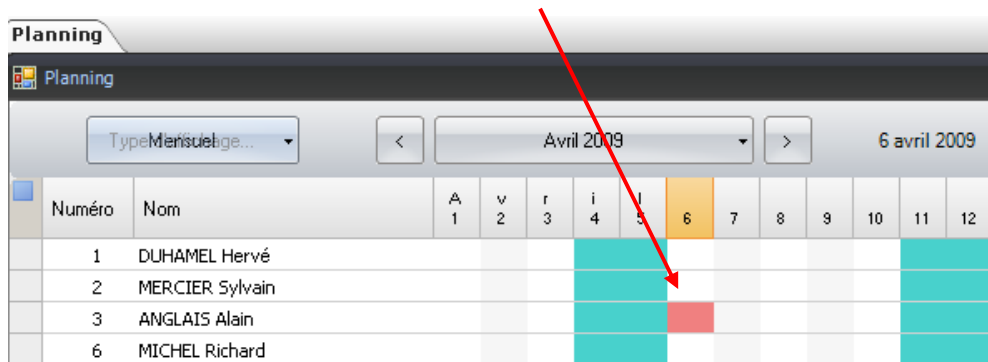 Planning
Planning
Mensuel < Avril 2009 > 6 avril 2009
Numéro Nom A 1 v 2 r 3 i 4 l 5 6 7 8 9 10 11 12
1 DUHAMEL Hervé
2 MERCIER Sylvain
3 ANGLAIS Alain
6 MICHEL Richard